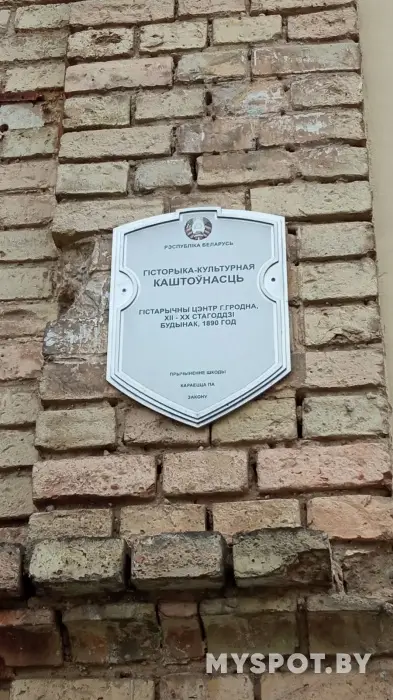 РЭСПУБЛІКА БЕЛАРУСЬ
ГІСТОРЫКА-КУЛЬТУРНАЯ
КАШТОЎНАСЦЬ
ГІСТАРЫЧНЫ ЦЭНТР Г.ГРОДНА,
XII - XX СТАГОДДЗІ
БУДЫНАК, 1890 ГОД
ПРЫЧЫНЕННЕ ШКОДЫ
КАРАЕЦЦА ПА
ЗАКОНУ
MYSPOT.BY